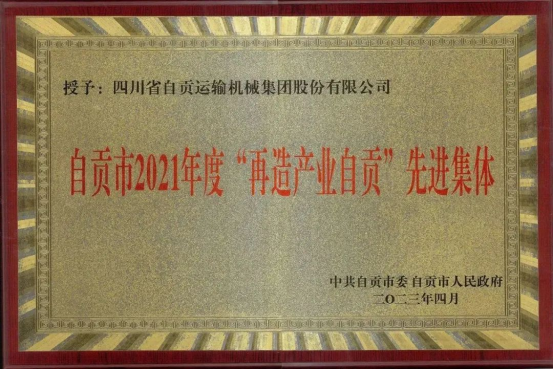 授予：四川省自贡运输机械集团股份有限公司
自贡市2021年度“再造产业自贡”先进集体
中共自贡市委 自贡市人民政府
二〇二三年四月